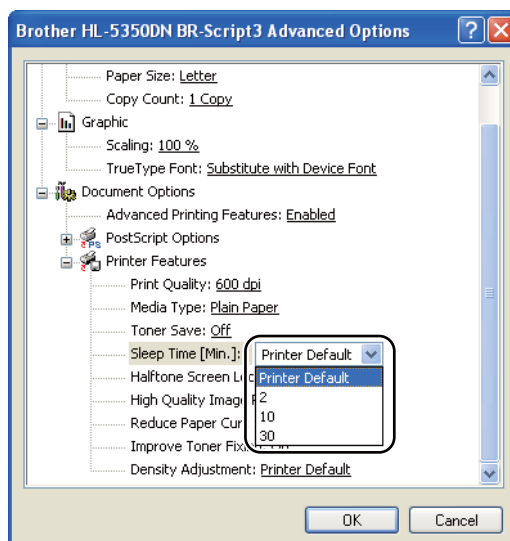 Brother HL-5350DN BR-Script3 Advanced Options
Paper Size: Letter
Copy Count: 1 Copy
Graphic
Scaling: 100 %
TrueType Font: Substitute with Device Font
Document Options
Advanced Printing Features: Enabled
PostScript Options
Printer Features
Print Quality: 600 dpi
Media Type: Plain Paper
Toner Save: Off
Sleep Time [Min.]: Printer Default
Halftone Screen Printer Default
High Quality 2
Reduce Paper 10
Improve Toner 30
Density Adjustment: Printer Default
OK Cancel